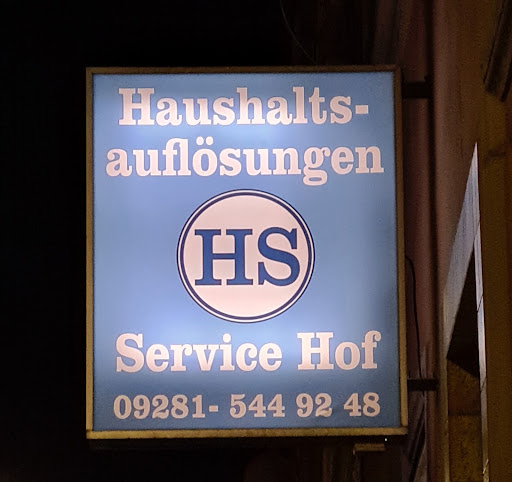 Haushalts-
auflösungen
HS
Service Hof
09281- 544 92 48